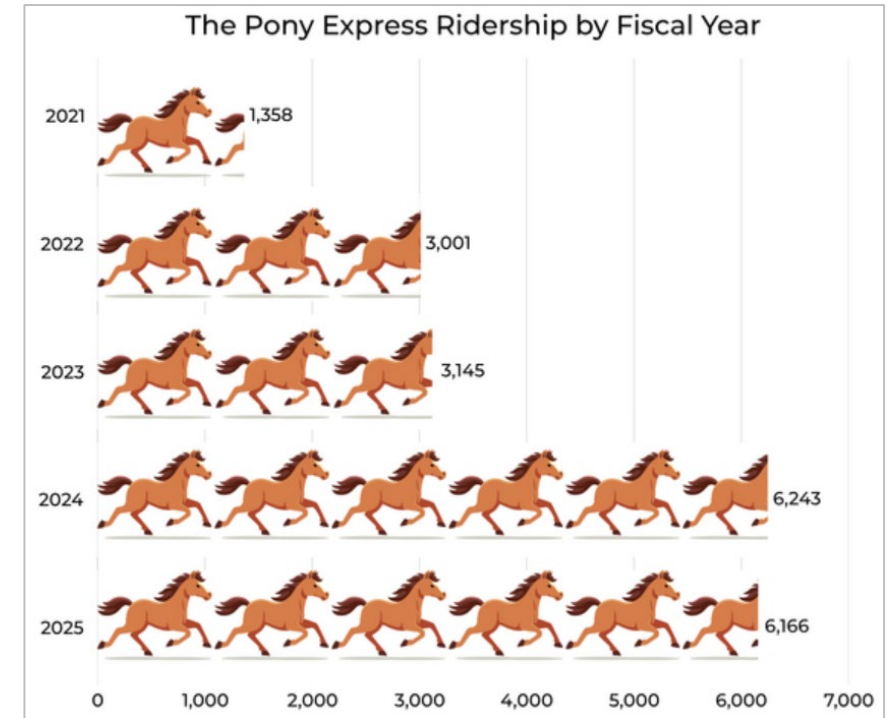 The Pony Express Ridership by Fiscal Year
2021 1,358
2022 3,001
2023 3,145
2024 6,243
2025 6,166
0 1,000 2,000 3,000 4,000 5,000 6,000 7,000